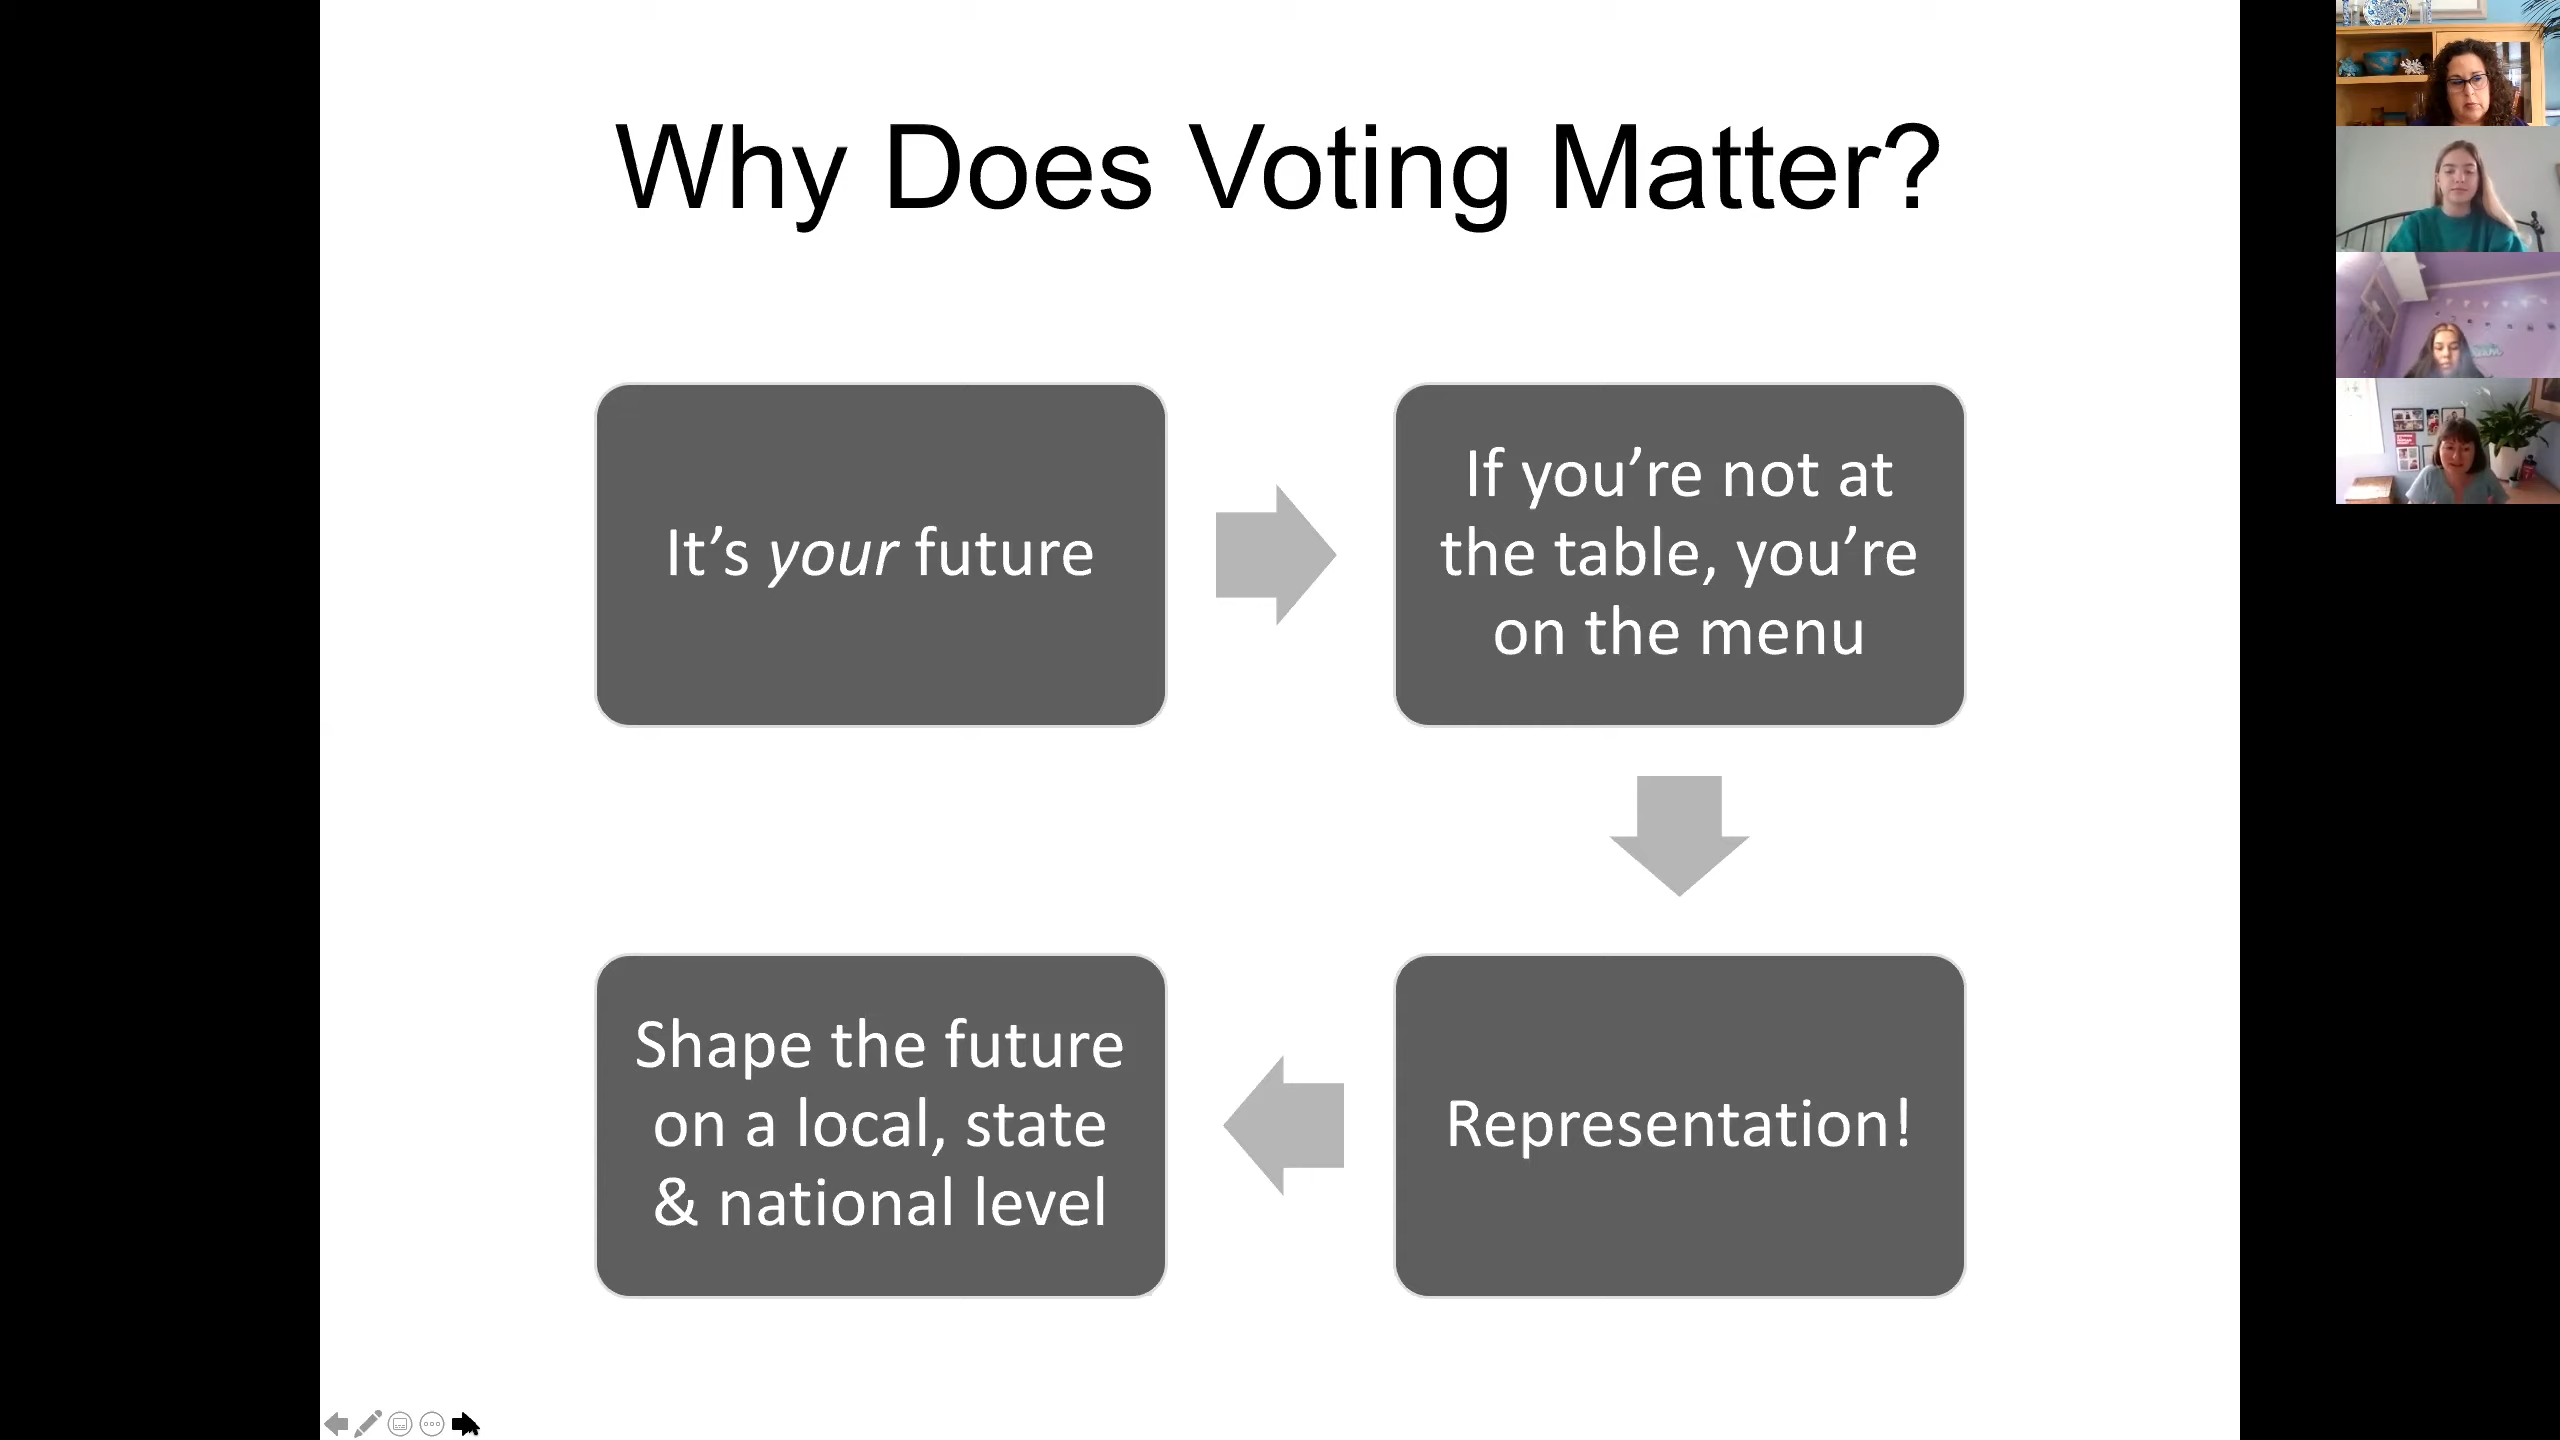 Why Does Voting Matter?
It’s your future
If you’re not at
the table, you’re
on the menu
Representation!
Shape the future
on a local, state
& national level